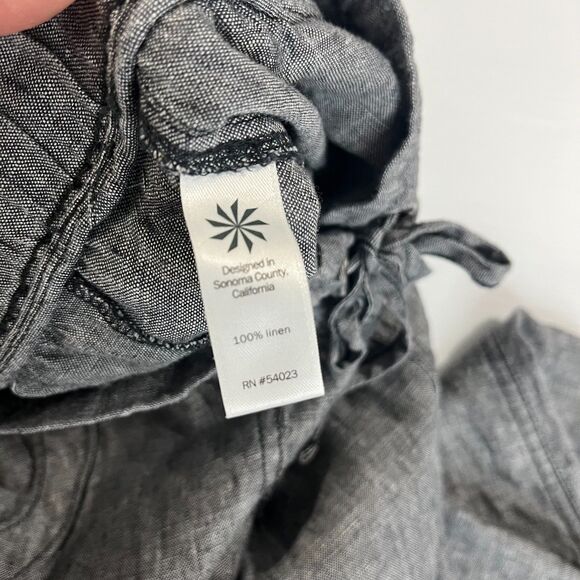 Designed in
Sonoma County,
California
100% linen
RN #54023